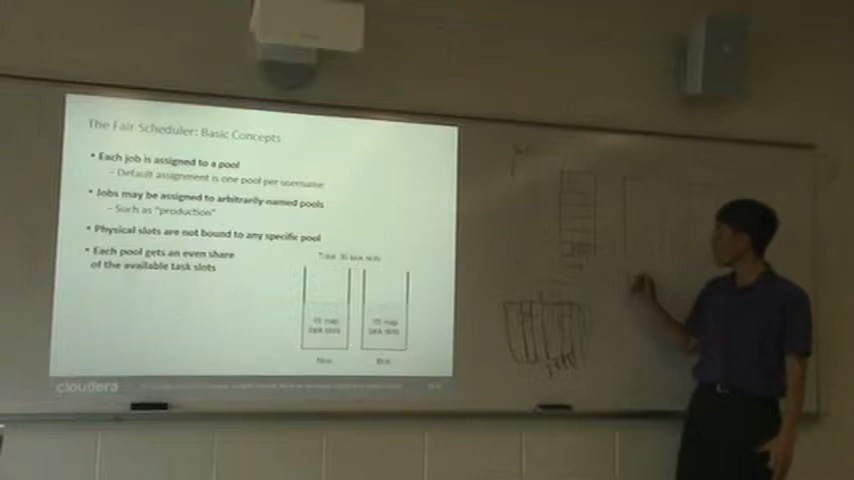 The Fair Scheduler: Basic Concepts
Each job is assigned to a pool
– Default assignment is one pool per username
Jobs may be assigned to arbitrarily-named pools
– Such as "production"
Physical slots are not bound to any specific pool
Each pool gets an even share
of the available task slots
Total: 30 task slots
15 map
task slots
15 map
task slots
cloudera